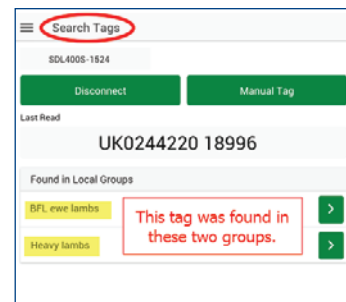 Search Tags
SDL400S-1524
Disconnect
Manual Tag
Last Read
UK0244220 18996
Found in Local Groups
BFL ewe lambs
This tag was found in
these two groups.
Heavy lambs